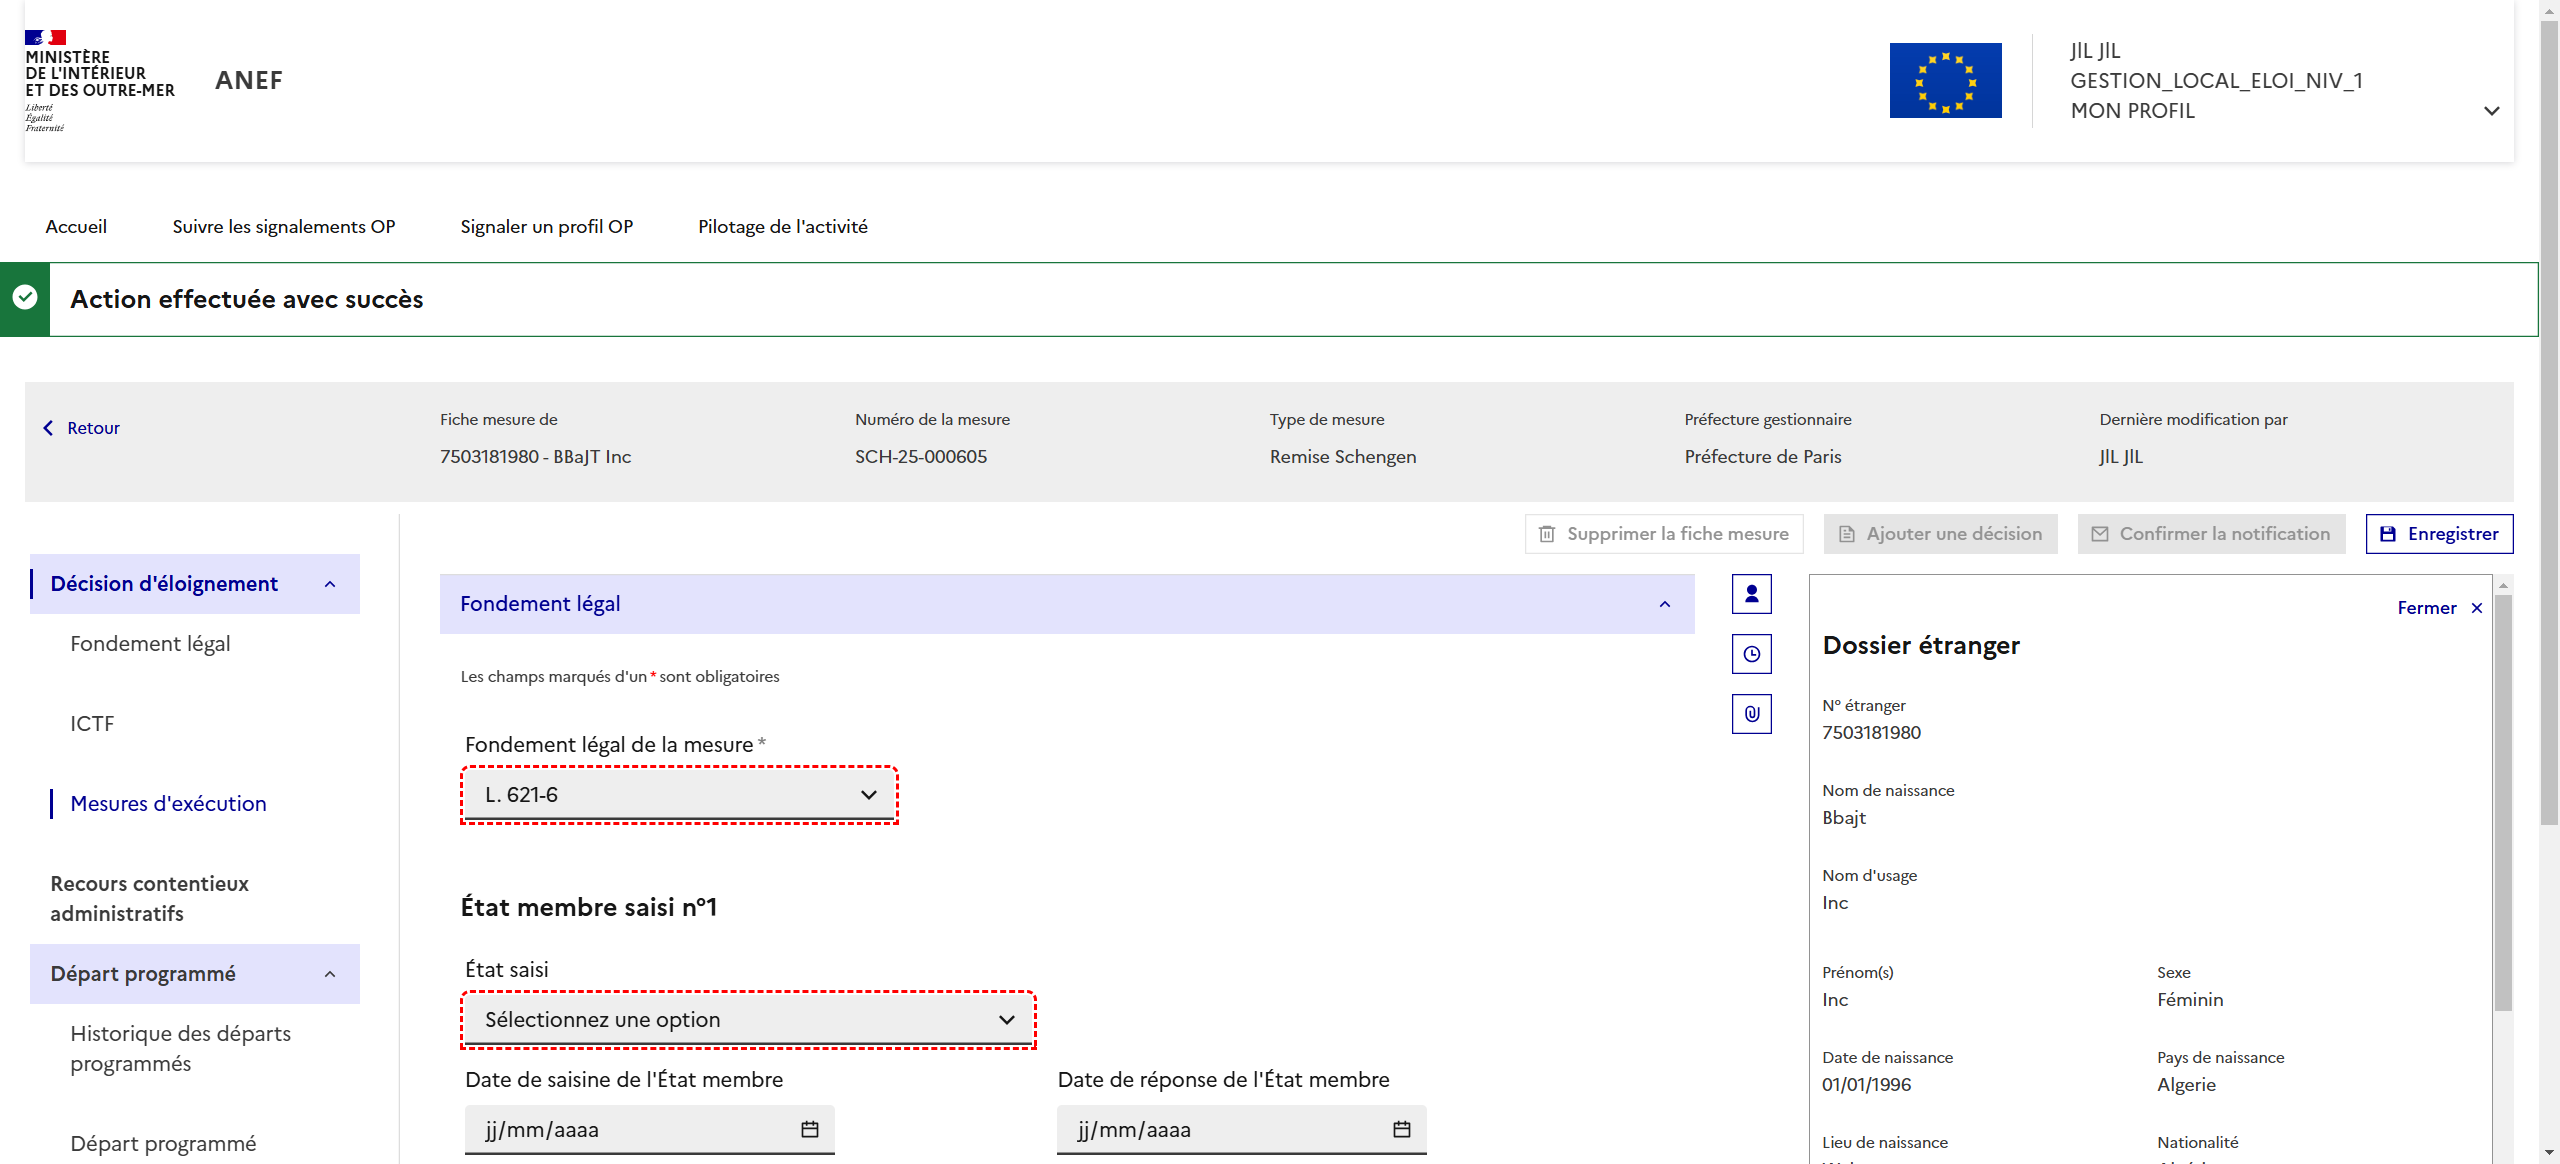 MINISTÈRE
DE L'INTÉRIEUR
ET DES OUTRE-MER
Liberté
Égalité
Fraternité
ANEF
JlL JlL
GESTION_LOCAL_ELOI_NIV_1
MON PROFIL
Accueil
Suivre les signalements OP
Signaler un profil OP
Pilotage de l'activité
Action effectuée avec succès
Retour
Fiche mesure de
7503181980 - BBaJT Inc
Numéro de la mesure
SCH-25-000605
Type de mesure
Remise Schengen
Préfecture gestionnaire
Préfecture de Paris
Dernière modification par
JlL JlL
Supprimer la fiche mesure
Ajouter une décision
Confirmer la notification
Enregistrer
Décision d'éloignement
Fondement légal
ICTF
Mesures d'exécution
Recours contentieux
administratifs
Départ programmé
Historique des départs
programmés
Départ programmé
Fondement légal
Les champs marqués d'un * sont obligatoires
Fondement légal de la mesure *
L. 621-6
État membre saisi n°1
État saisi
Sélectionnez une option
Date de saisine de l'État membre
jj/mm/aaaa
Date de réponse de l'État membre
jj/mm/aaaa
Fermer
Dossier étranger
N° étranger
7503181980
Nom de naissance
Bbajt
Nom d'usage
Inc
Prénom(s)
Inc
Sexe
Féminin
Date de naissance
01/01/1996
Pays de naissance
Algerie
Lieu de naissance
Nationalité